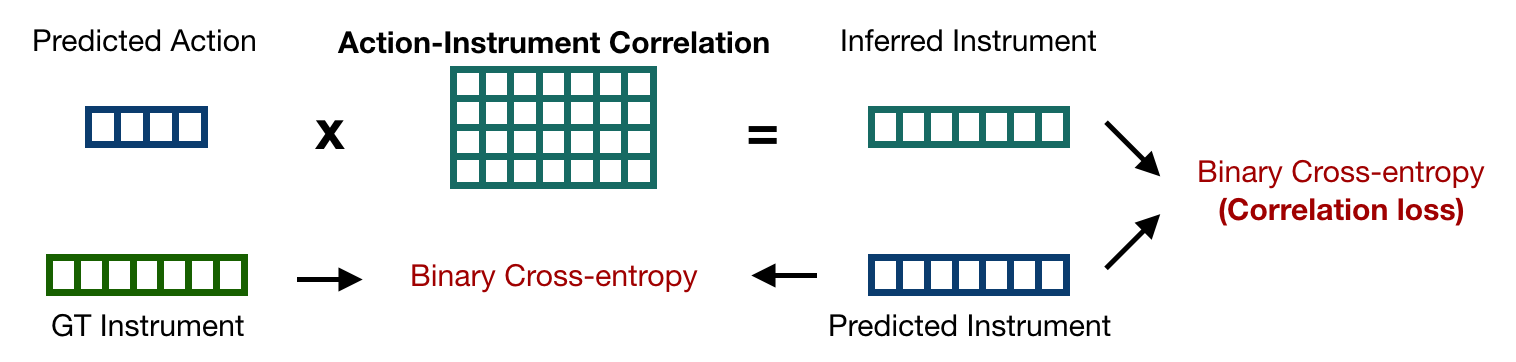 Predicted Action
Action-Instrument Correlation
Inferred Instrument
x
=
Binary Cross-entropy
(Correlation loss)
Binary Cross-entropy
GT Instrument
Predicted Instrument